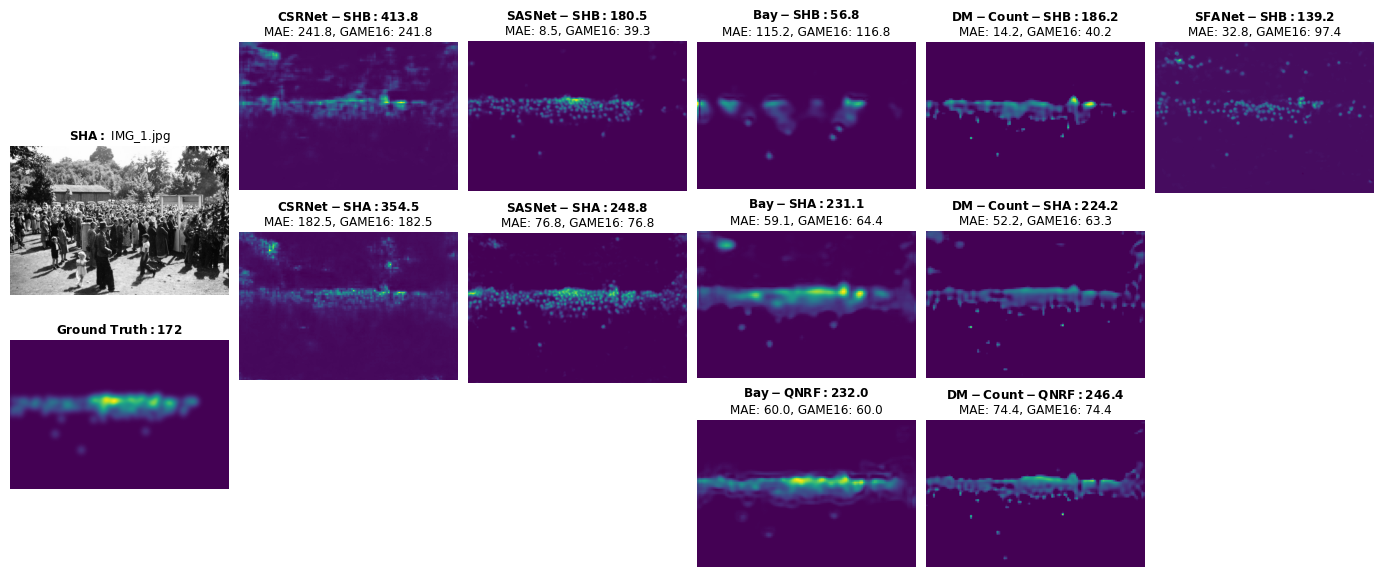 SHA: IMG_1.jpg
Ground Truth: 172
CSRNet-SHB: 413.8
MAE: 241.8, GAME16: 241.8
CSRNet-SHA: 354.5
MAE: 182.5, GAME16: 182.5
SASNet-SHB: 180.5
MAE: 8.5, GAME16: 39.3
SASNet-SHA: 248.8
MAE: 76.8, GAME16: 76.8
Bay-SHB: 56.8
MAE: 115.2, GAME16: 116.8
Bay-SHA: 231.1
MAE: 59.1, GAME16: 64.4
Bay-QNRF: 232.0
MAE: 60.0, GAME16: 60.0
DM-Count-SHB: 186.2
MAE: 14.2, GAME16: 40.2
DM-Count-SHA: 224.2
MAE: 52.2, GAME16: 63.3
DM-Count-QNRF: 246.4
MAE: 74.4, GAME16: 74.4
SFANet-SHB: 139.2
MAE: 32.8, GAME16: 97.4